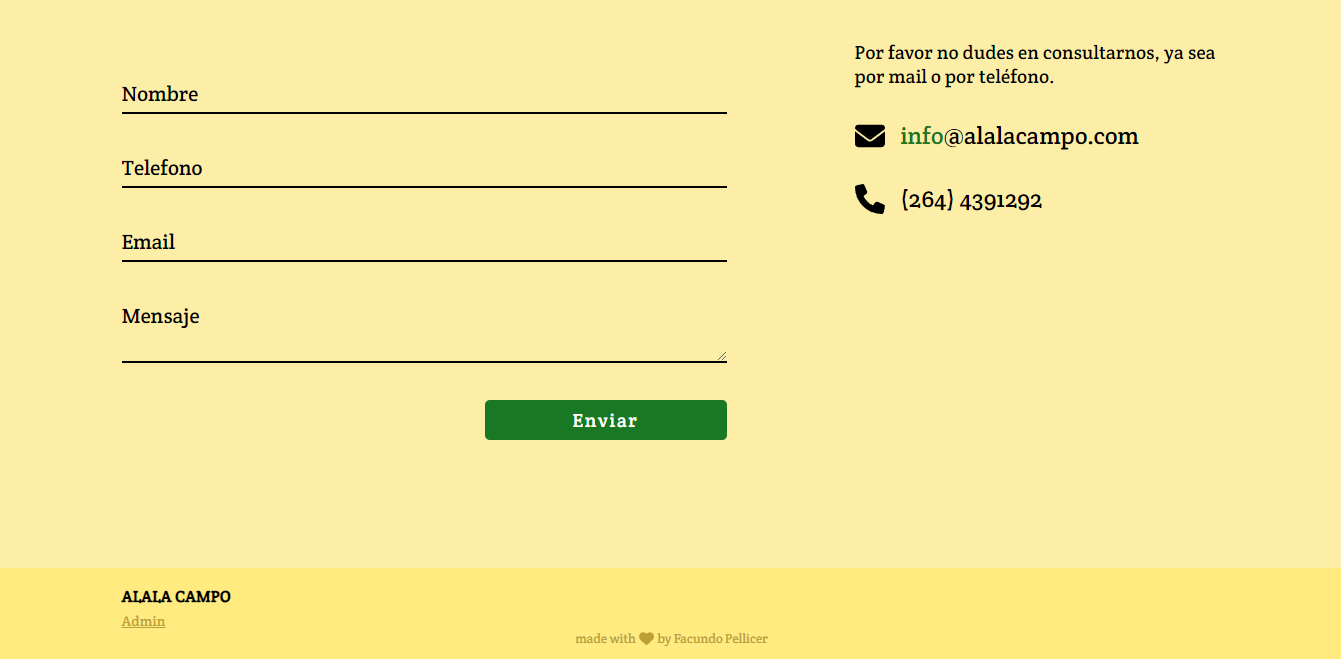 Nombre
Telefono
Email
Mensaje
Enviar
Por favor no dudes en consultarnos, ya sea
por mail o por teléfono.
info@alalacampo.com
(264) 4391292
ALALA CAMPO
Admin
made with by Facundo Pellicer